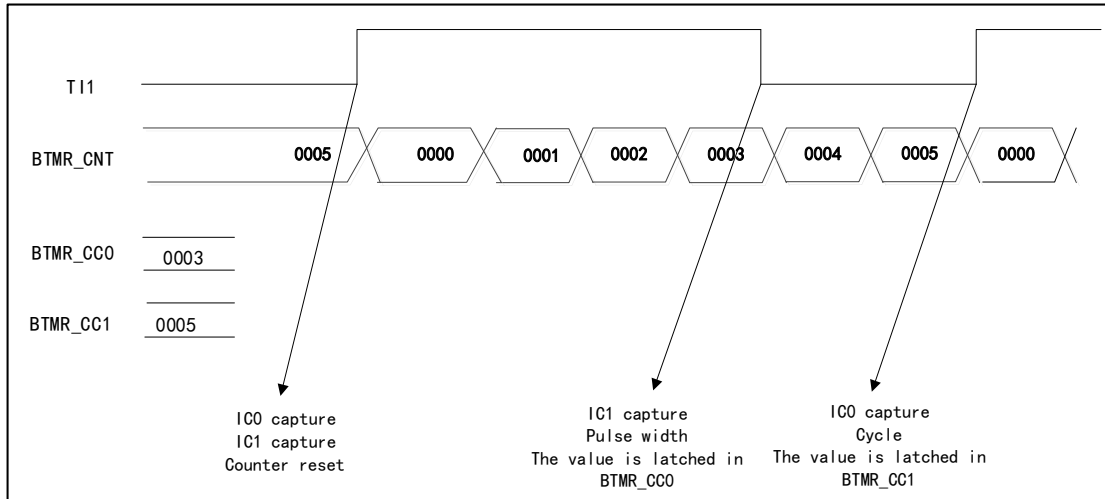 TI1
BTMR_CNT 0005 0000 0001 0002 0003 0004 0005 0000
BTMR_CC0 0003
BTMR_CC1 0005
IC0 capture
IC1 capture
Counter reset
IC1 capture
Pulse width
The value is latched in
BTMR_CC0
IC0 capture
Cycle
The value is latched in
BTMR_CC1